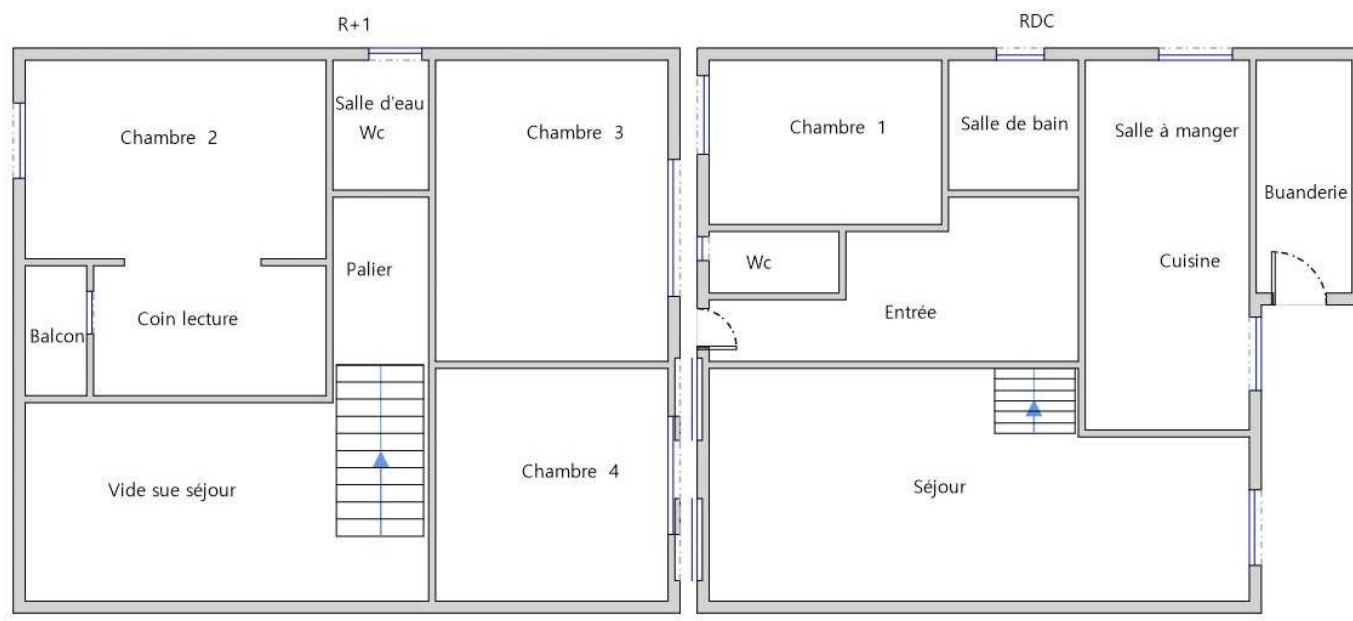 R+1
Salle d'eau
Wc
Chambre 2
Chambre 3
Palier
Coin lecture
Balcon
Chambre 4
Vide sue séjour
RDC
Chambre 1
Salle de bain
Salle à manger
Buanderie
Wc
Cuisine
Entrée
Séjour